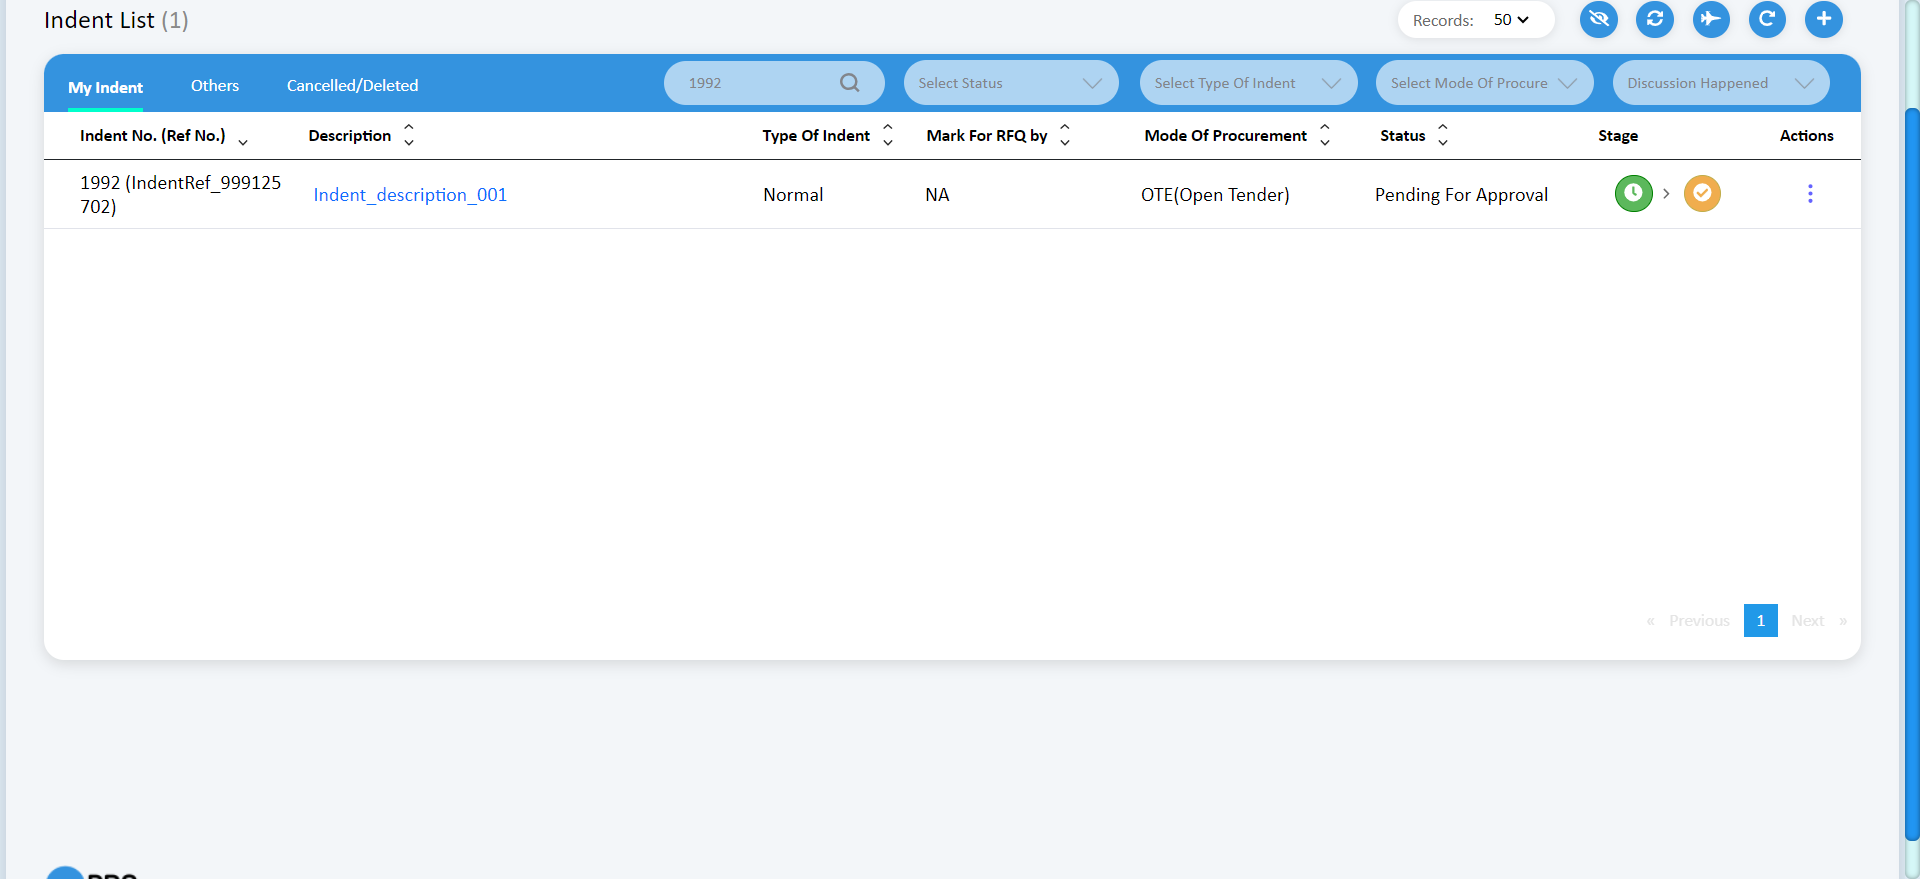 Indent List (1)
Records: 50
My Indent Others Cancelled/Deleted 1992 Select Status Select Type Of Indent Select Mode Of Procure Discussion Happened
Indent No. (Ref No.) Description Type Of Indent Mark For RFQ by Mode Of Procurement Status Stage Actions
1992 (IndentRef_999125
702) Indent_description_001 Normal NA OTE(Open Tender) Pending For Approval
« Previous 1 Next »